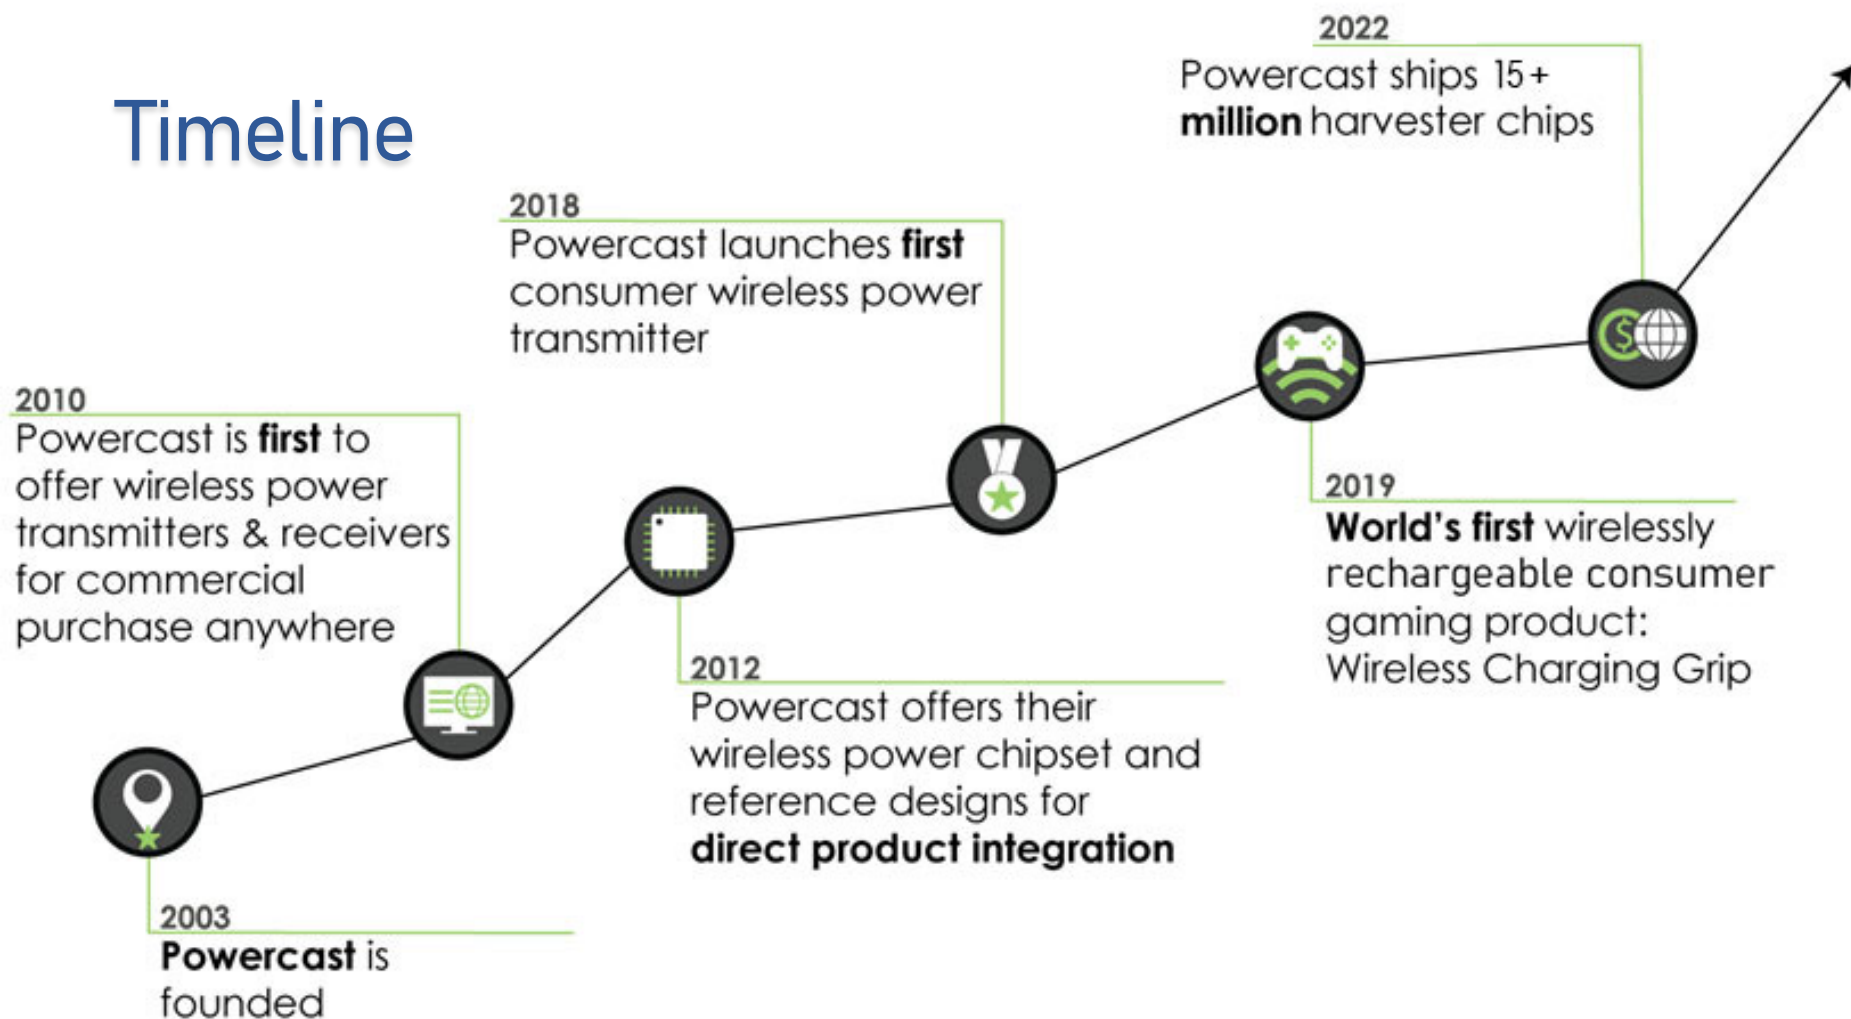 Timeline
2003
Powercast is
founded
2010
Powercast is first to
offer wireless power
transmitters & receivers
for commercial
purchase anywhere
2012
Powercast offers their
wireless power chipset and
reference designs for
direct product integration
2018
Powercast launches first
consumer wireless power
transmitter
2019
World's first wirelessly
rechargeable consumer
gaming product:
Wireless Charging Grip
2022
Powercast ships 15+
million harvester chips
$